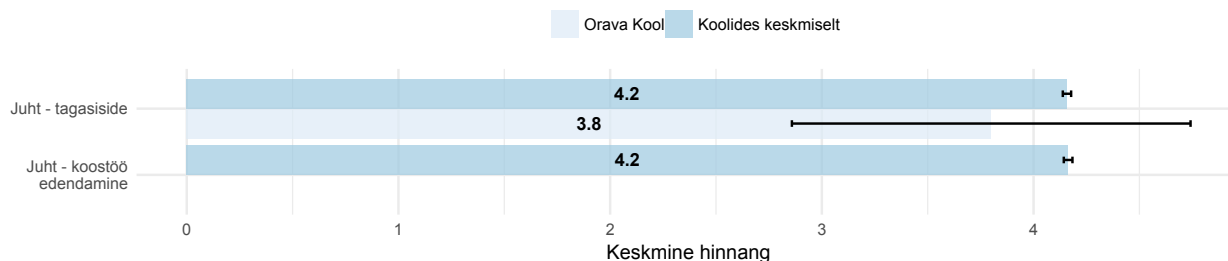 Orava Kool
Koolides keskmiselt
Juht - tagasiside
4.2
3.8
Juht - koostöö
edendamine
4.2
0
1
2
3
4
Keskmine hinnang